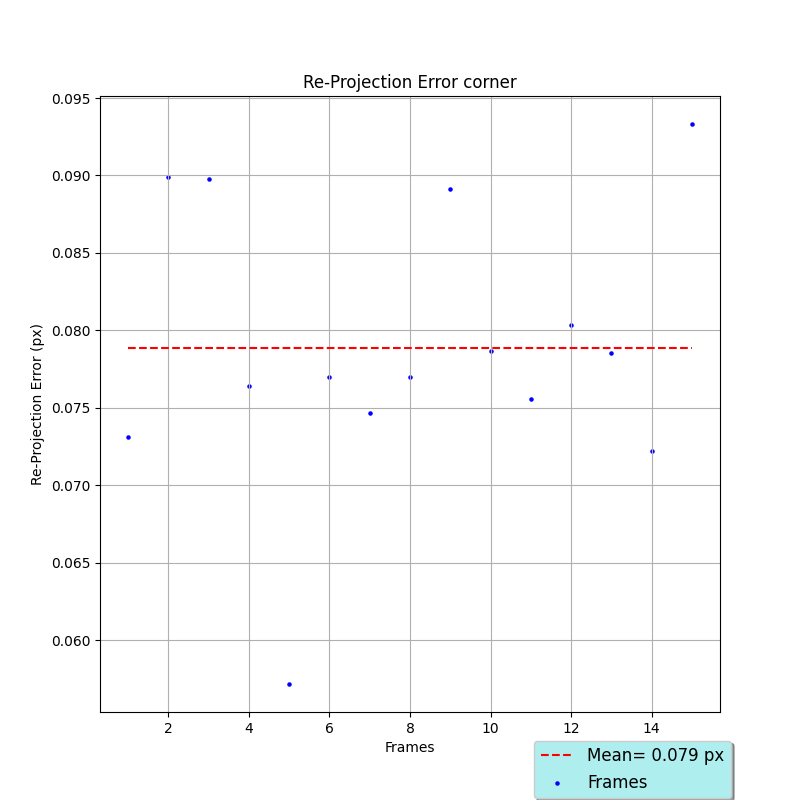 Re-Projection Error corner
Re-Projection Error (px)
0.095
0.090
0.085
0.080
0.075
0.070
0.065
0.060
2 4 6 8 10 12 14
Frames
Mean= 0.079 px
Frames